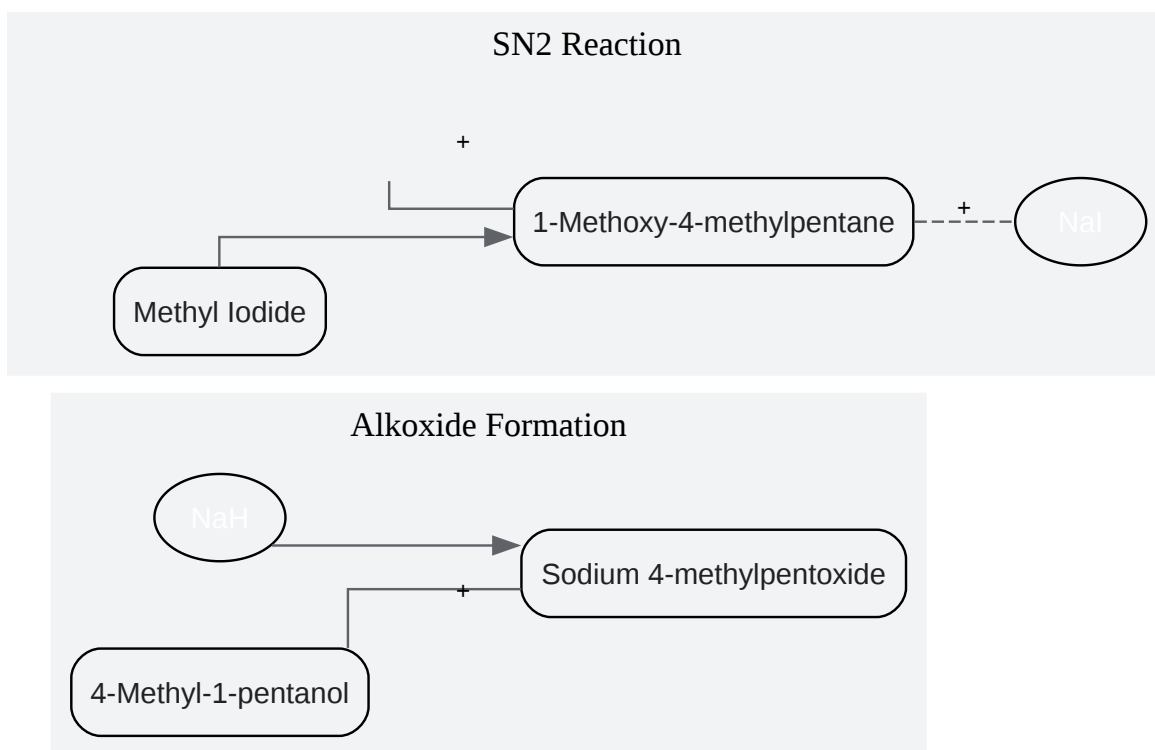 SN2 Reaction
+
1-Methoxy-4-methylpentane
+
NaI
Methyl Iodide
Alkoxide Formation
NaH
Sodium 4-methylpentoxide
+
4-Methyl-1-pentanol